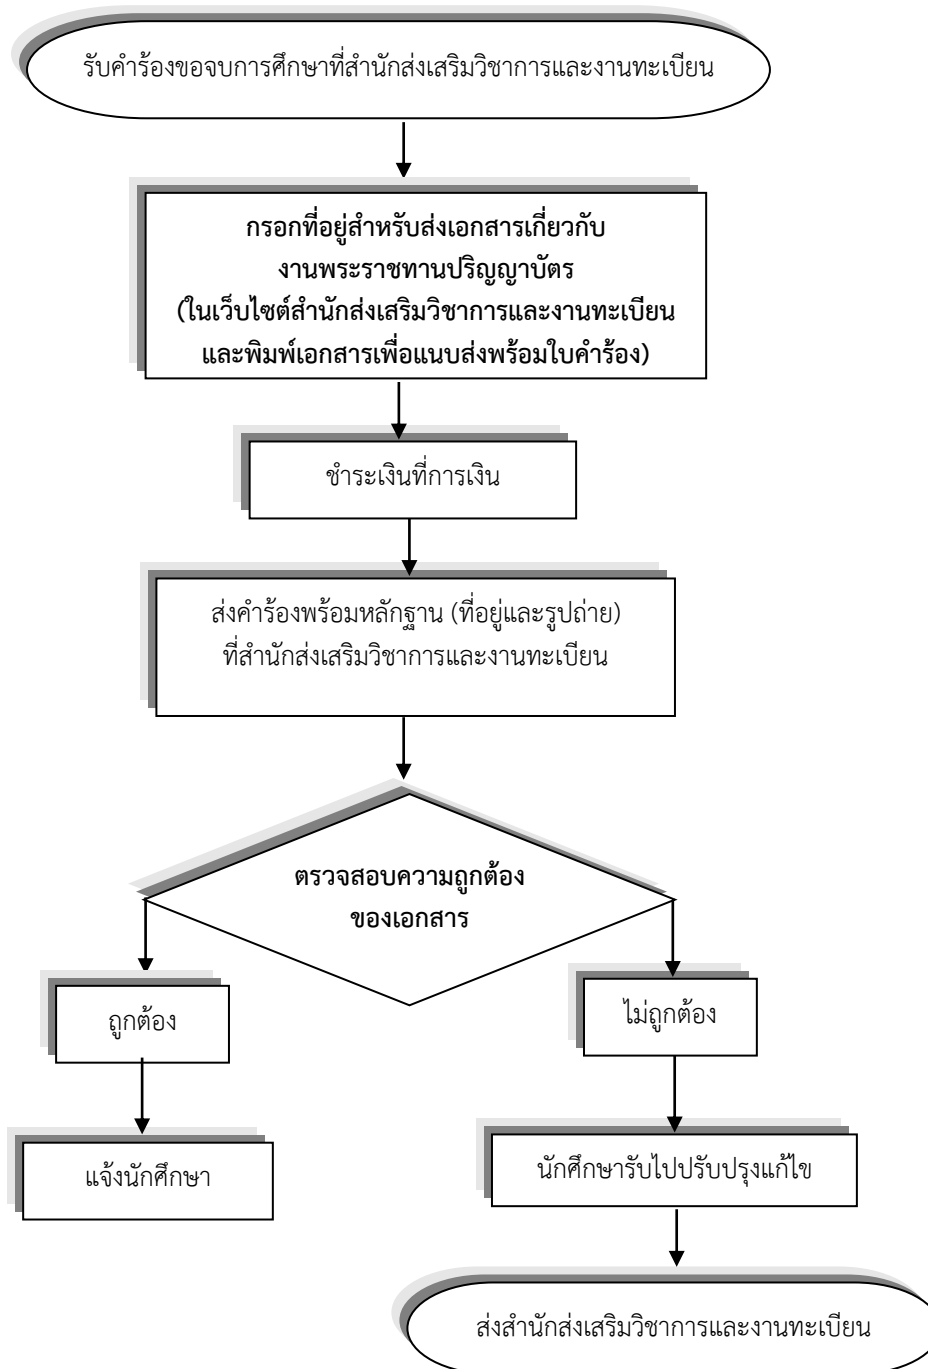 รับคำร้องขอจบการศึกษาที่สำนักส่งเสริมวิชาการและงานทะเบียน
กรอกที่อยู่สำหรับส่งเอกสารเกี่ยวกับ
งานพระราชทานปริญญาบัตร
(ในเว็บไซต์สำนักส่งเสริมวิชาการและงานทะเบียน
และพิมพ์เอกสารเพื่อแนบส่งพร้อมใบคำร้อง)
ชำระเงินที่การเงิน
ส่งคำร้องพร้อมหลักฐาน (ที่อยู่และรูปถ่าย)
ที่สำนักส่งเสริมวิชาการและงานทะเบียน
ตรวจสอบความถูกต้อง
ของเอกสาร
ถูกต้อง
ไม่ถูกต้อง
แจ้งนักศึกษา
นักศึกษารับไปปรับปรุงแก้ไข
ส่งสำนักส่งเสริมวิชาการและงานทะเบียน